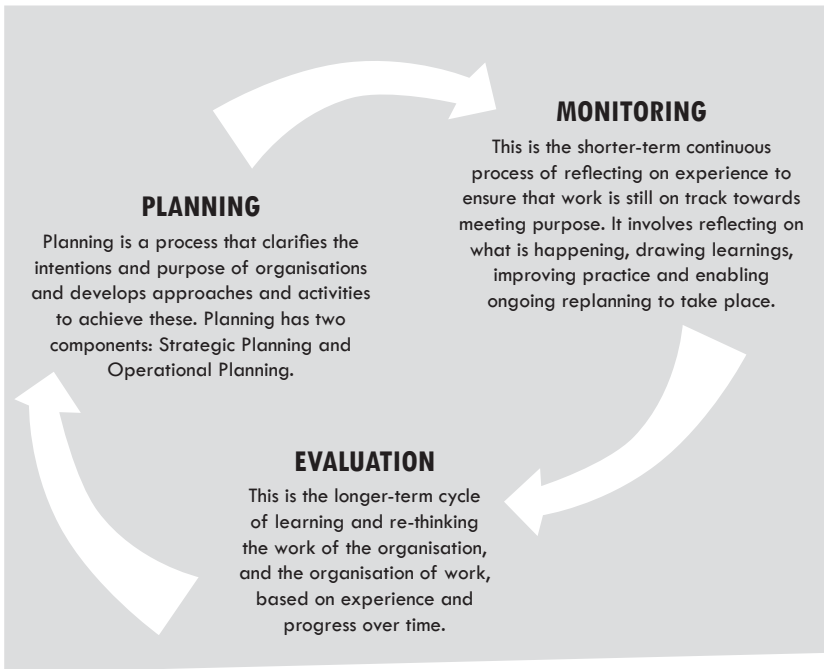 PLANNING
Planning is a process that clarifies the
intentions and purpose of organisations
and develops approaches and activities
to achieve these. Planning has two
components: Strategic Planning and
Operational Planning.
MONITORING
This is the shorter-term continuous
process of reflecting on experience to
ensure that work is still on track towards
meeting purpose. It involves reflecting on
what is happening, drawing learnings,
improving practice and enabling
ongoing replanning to take place.
EVALUATION
This is the longer-term cycle
of learning and re-thinking
the work of the organisation,
and the organisation of work,
based on experience and
progress over time.